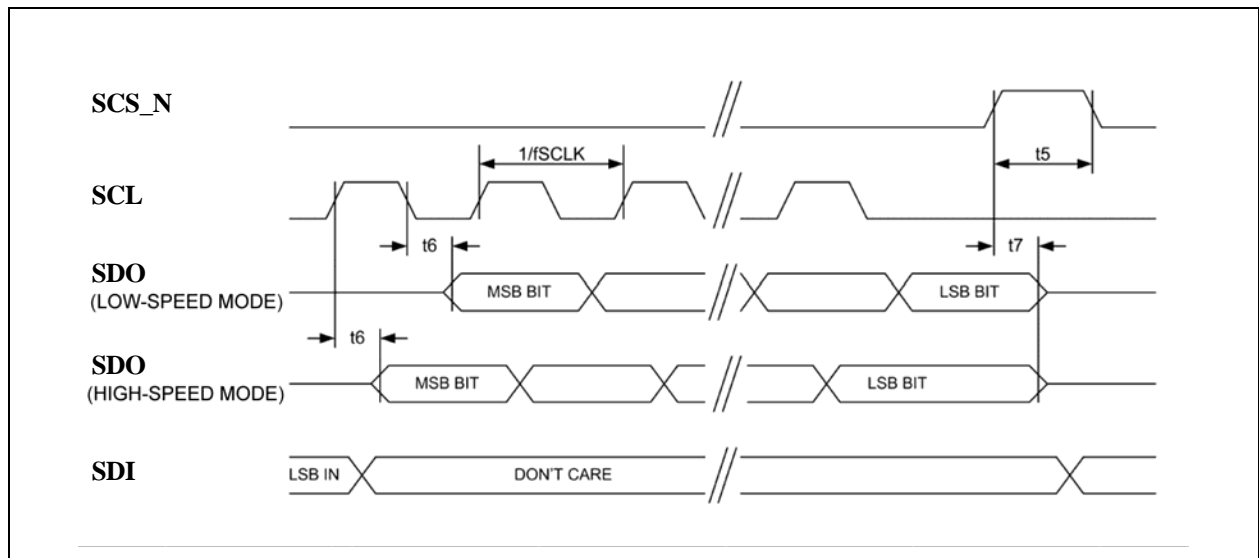 SCS_N
1/fSCLK
t5
SCL
t6
t7
SDO
(LOW-SPEED MODE)
MSB BIT
LSB BIT
t6
SDO
(HIGH-SPEED MODE)
MSB BIT
LSB BIT
SDI
LSB IN
DON'T CARE